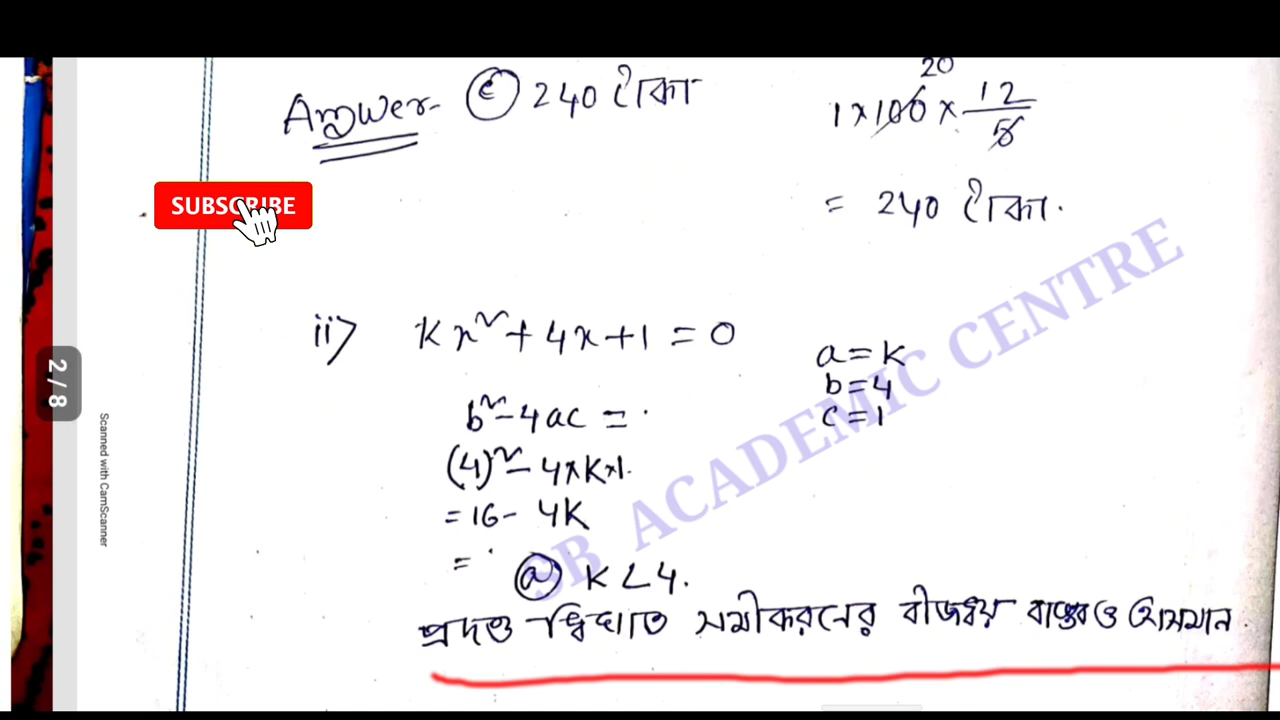 20
Answer- ⓒ 240 টাকা
1×100×12/5
= 240 টাকা.
SUBSCRIBE
ii> Kx²+4x+1=0
a=K
b=4
c=1
b²-4ac =
(4)²-4×K×1.
=16- 4K
= ⓐ K<4.
প্রদত্ত দ্বিঘাত সমীকরণের বীজদ্বয় বাস্তব ও অসমান.
SB ACADEMIC CENTRE
2/8
Scanned with CamScanner